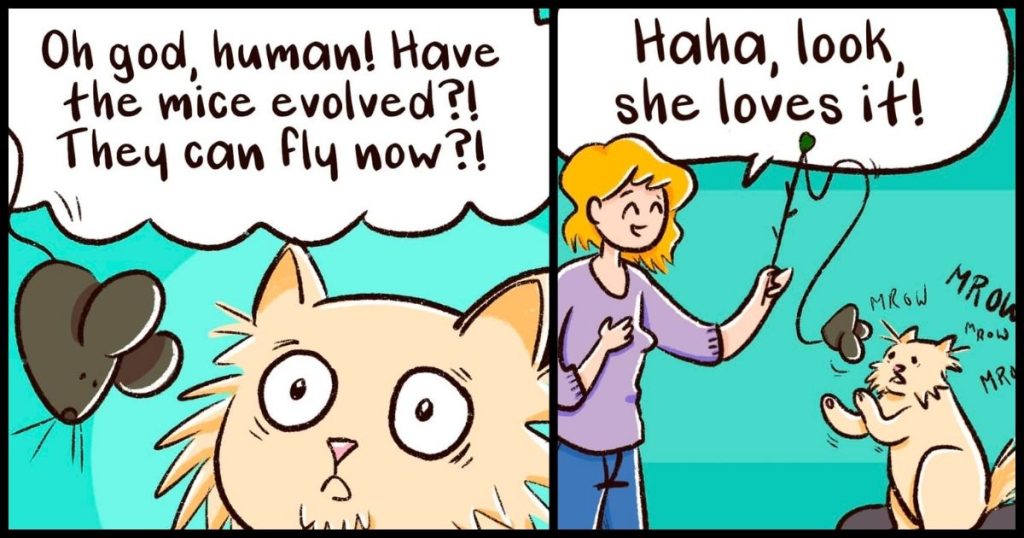 Oh god, human! Have
the mice evolved?!
They can fly now?!
Haha, look,
she loves it!
MROW
MROW
MROW